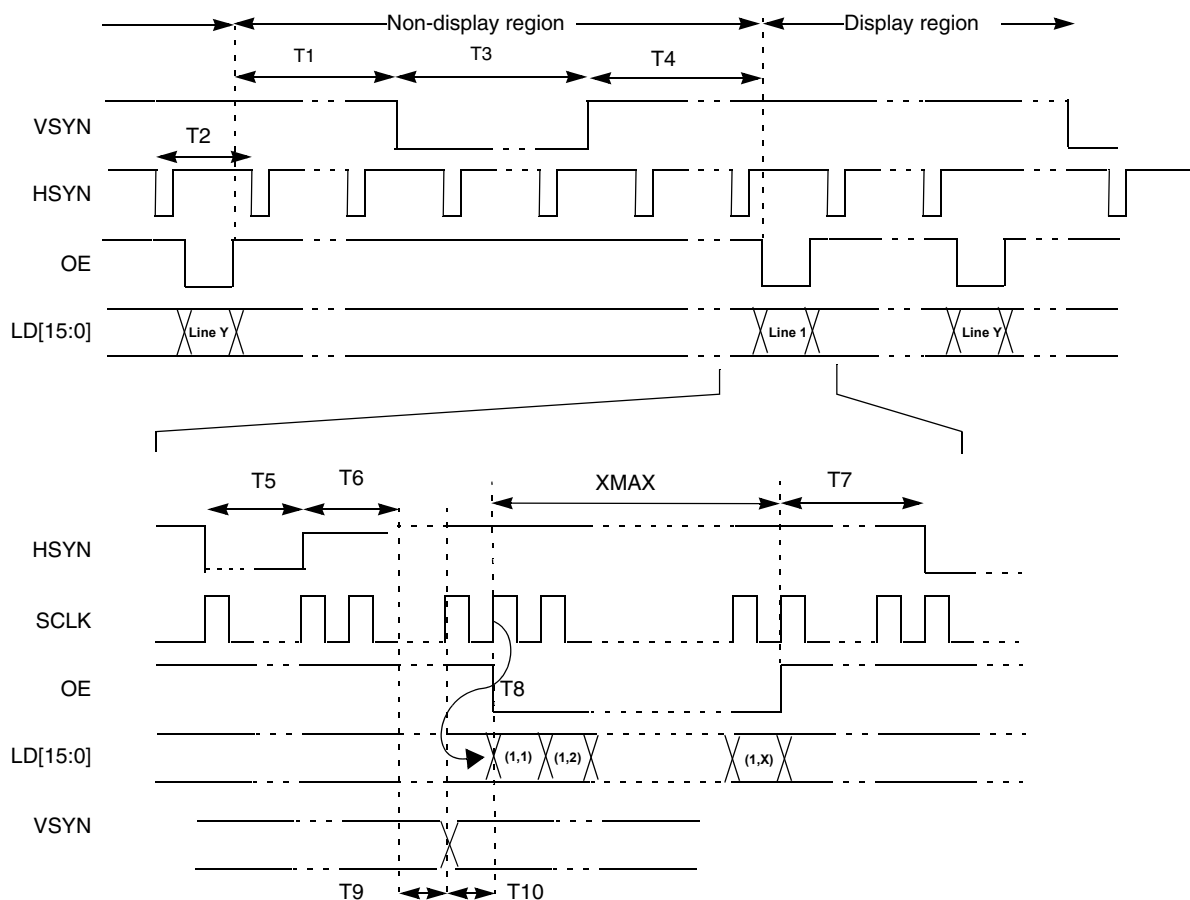 Non-display region
Display region
T1
T3
T4
VSYN
T2
HSYN
OE
LD[15:0]
Line Y
Line 1
Line Y
T5
T6
XMAX
T7
HSYN
SCLK
OE
T8
LD[15:0]
(1,1)
(1,2)
(1,X)
VSYN
T9
T10